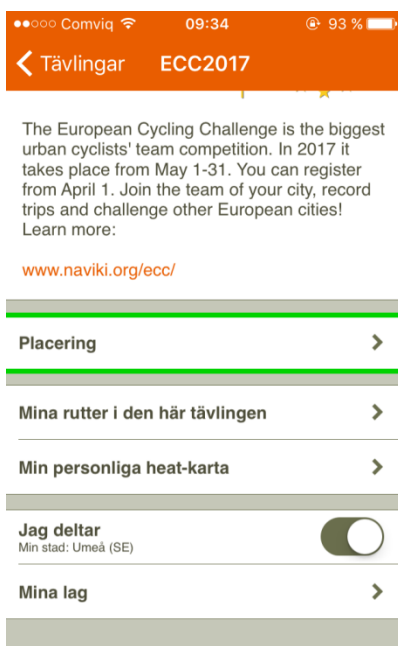 Comviq 09:34 93 %
Tävlingar ECC2017
The European Cycling Challenge is the biggest
urban cyclists' team competition. In 2017 it
takes place from May 1-31. You can register
from April 1. Join the team of your city, record
trips and challenge other European cities!
Learn more:
www.naviki.org/ecc/
Placering
Mina rutter i den här tävlingen
Min personliga heat-karta
Jag deltar
Min stad: Umeå (SE)
Mina lag